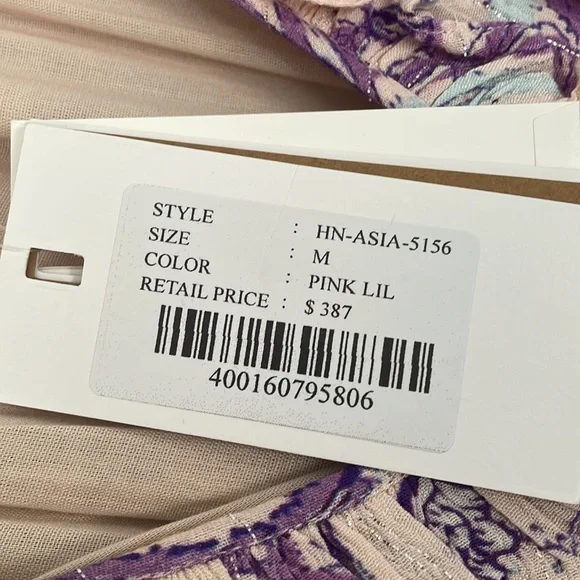 STYLE : HN-ASIA-5156
SIZE : M
COLOR : PINK LIL
RETAIL PRICE : $ 387
400160795806